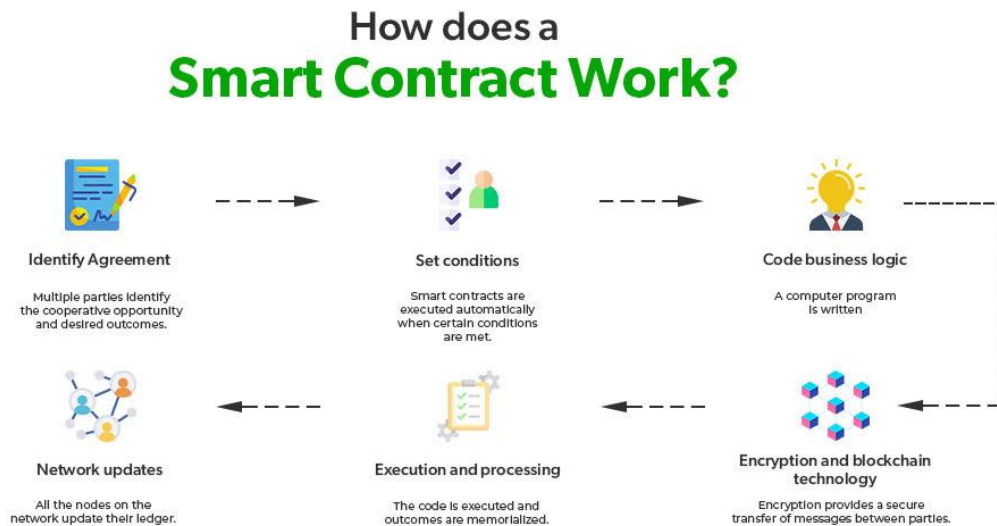 How does a
Smart Contract Work?
Identify Agreement
Multiple parties identify
the cooperative opportunity
and desired outcomes.
Set conditions
Smart contracts are
executed automatically
when certain conditions
are met.
Code business logic
A computer program
is written
Encryption and blockchain
technology
Encryption provides a secure
transfer of messages between parties.
Execution and processing
The code is executed and
outcomes are memorialized.
Network updates
All the nodes on the
network update their ledger.